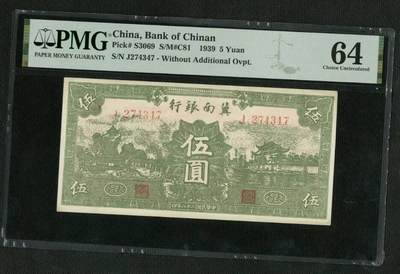 PMG
PAPER MONEY GUARANTY
China, Bank of Chinan
Pick# S3069 S/M#C81 1939 5 Yuan
S/N J274347 - Without Additional Ovpt.
64
Choice Uncirculated
伍
行銀南冀
伍
J 274347
J 274347
伍圓
伍
伍